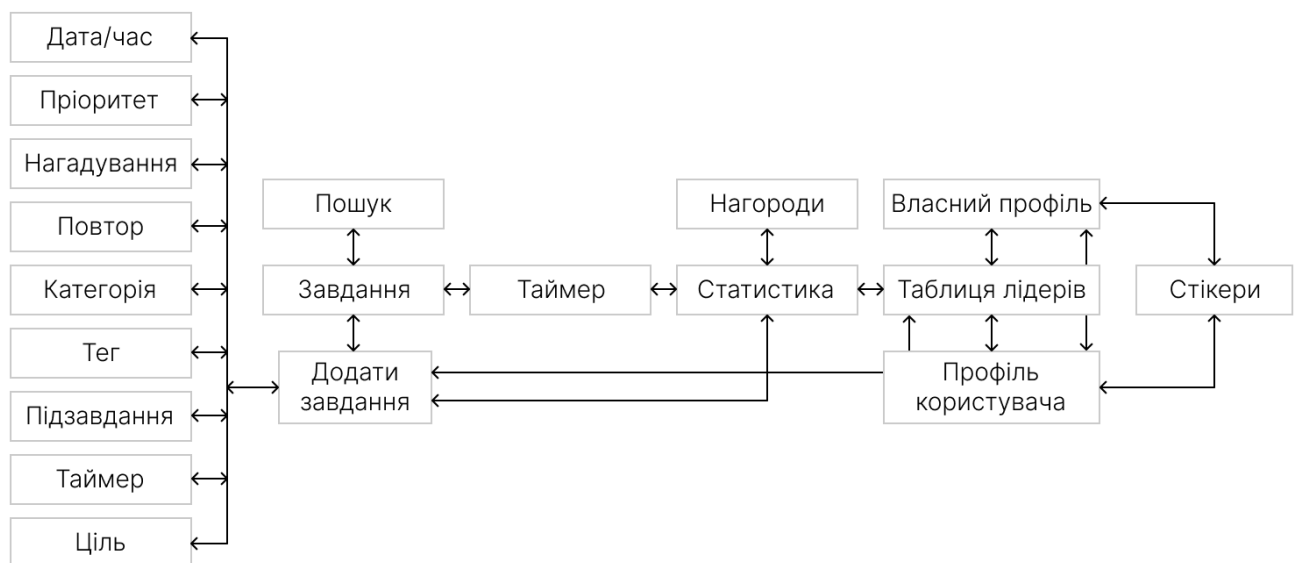 Дата/час
Пріоритет
Нагадування
Повтор
Категорія
Тег
Підзавдання
Таймер
Ціль
Пошук
Завдання
Додати
завдання
Таймер
Нагороди
Статистика
Власний профіль
Таблиця лідерів
Профіль
користувача
Стікери